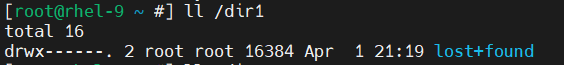 [root@rhel-9 ~ #] ll /dir1
total 16
drwx------. 2 root root 16384 Apr  1 21:19 lost+found